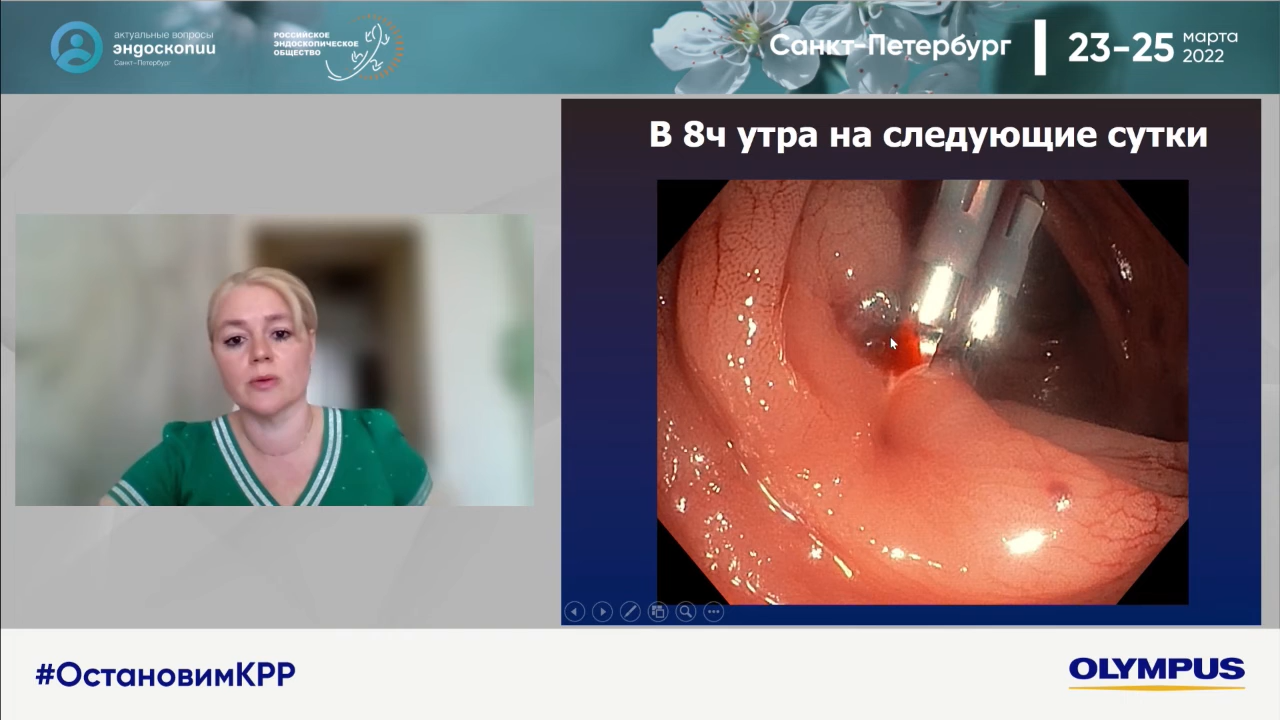 актуальные вопросы
эндоскопии
Санкт-Петербург
РОССИЙСКОЕ
ЭНДОСКОПИЧЕСКОЕ
ОБЩЕСТВО
Санкт-Петербург
23-25
марта
2022
В 8ч утра на следующие сутки
#ОстановимКРР
OLYMPUS